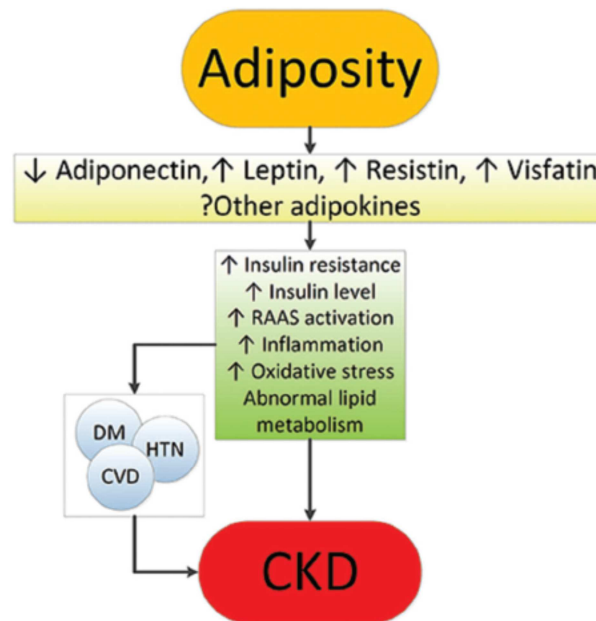 Adiposity
↓ Adiponectin,↑ Leptin, ↑ Resistin, ↑ Visfatin
?Other adipokines
↑ Insulin resistance
↑ Insulin level
↑ RAAS activation
↑ Inflammation
↑ Oxidative stress
Abnormal lipid
metabolism
DM
HTN
CVD
CKD